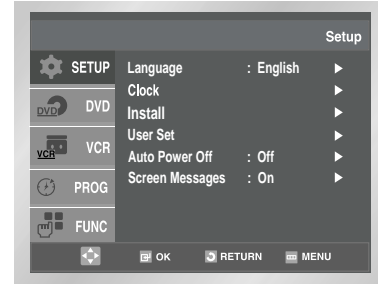 Setup
SETUP
Language : English ►
Clock ►
DVD DVD
Install ►
User Set ►
VCR VCR
Auto Power Off : Off ►
Screen Messages : On ►
PROG
FUNC
OK RETURN MENU